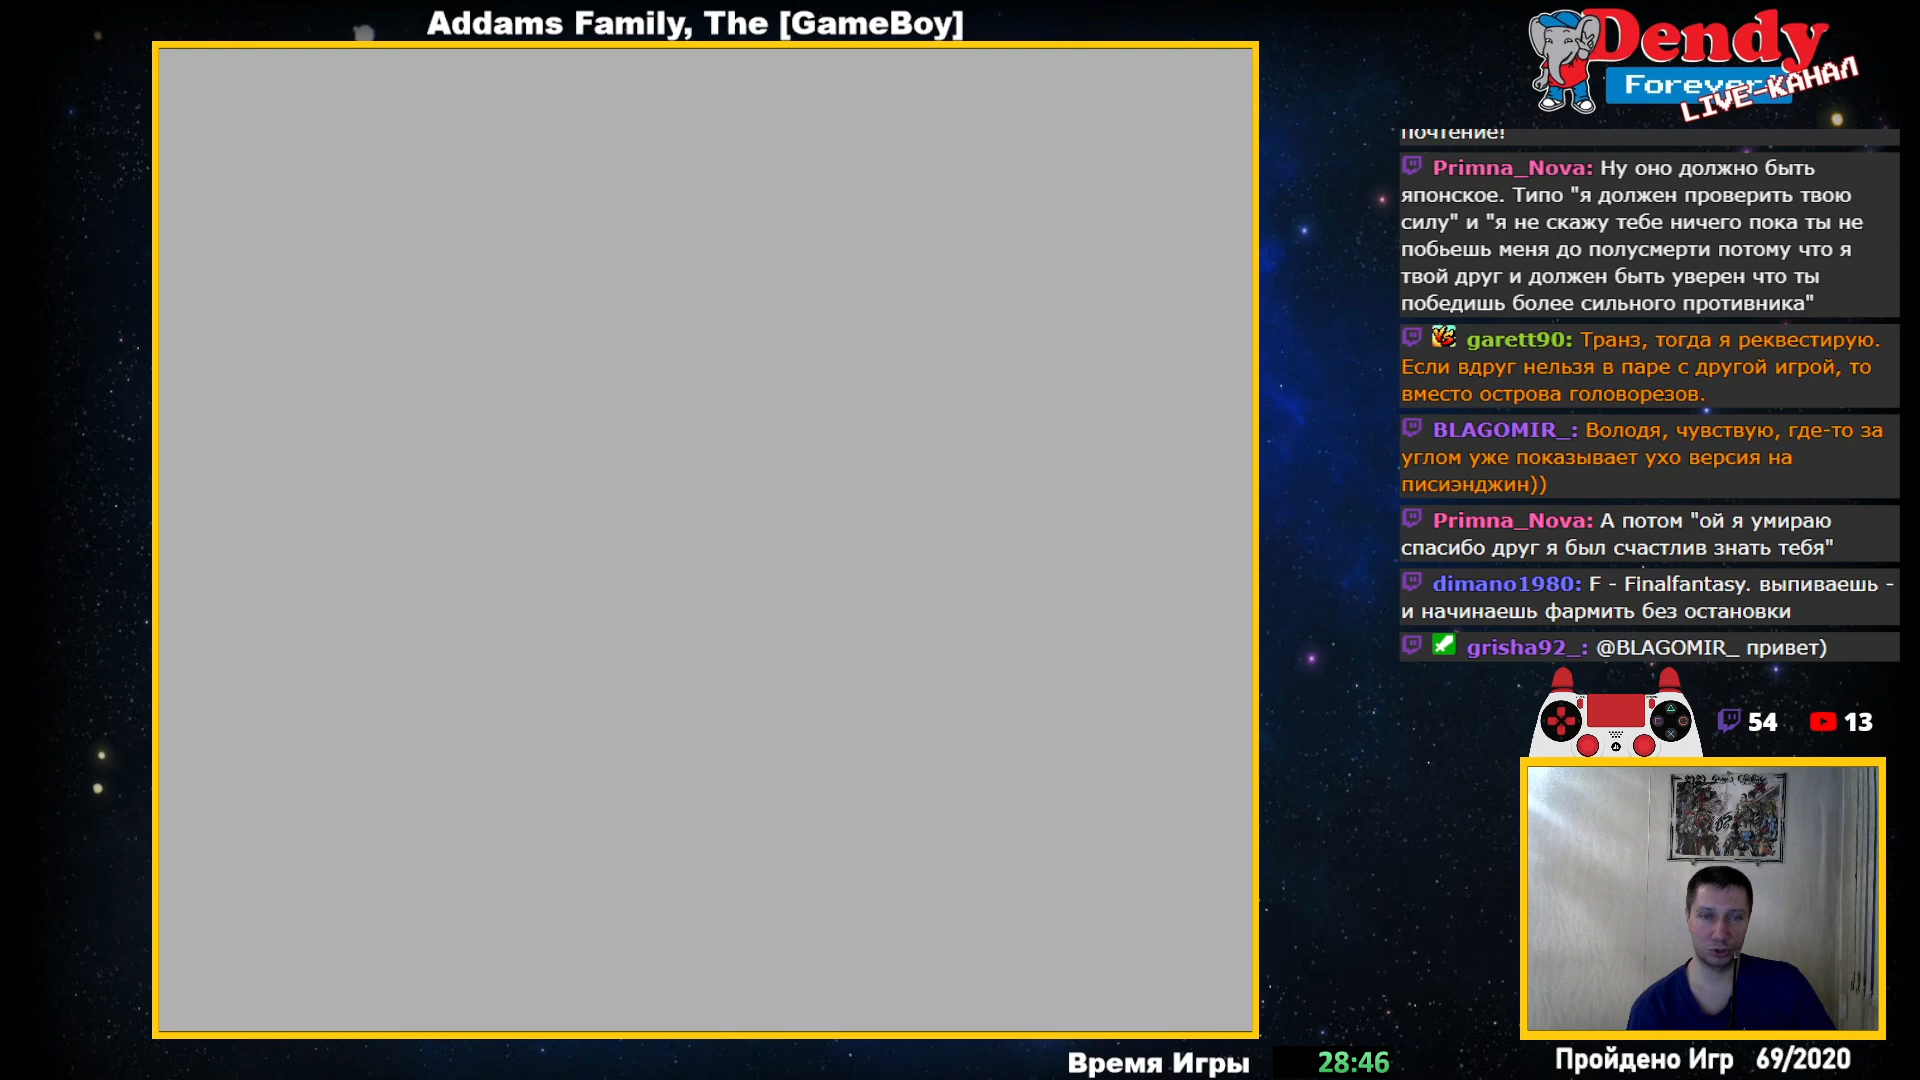 Addams Family, The [GameBoy]
Dendy
Forever
LIVE-КАНАЛ
почтение!
Primna_Nova: Ну оно должно быть
японское. Типо "я должен проверить твою
силу" и "я не скажу тебе ничего пока ты не
побьешь меня до полусмерти потому что я
твой друг и должен быть уверен что ты
победишь более сильного противника"
garett90: Транз, тогда я реквестирую.
Если вдруг нельзя в паре с другой игрой, то
вместо острова головорезов.
BLAGOMIR_: Володя, чувствую, где-то за
углом уже показывает ухо версия на
писиэнджин))
Primna_Nova: А потом "ой я умираю
спасибо друг я был счастлив знать тебя"
dimano1980: F - Finalfantasy. выпиваешь -
и начинаешь фармить без остановки
grisha92_: @BLAGOMIR_ привет)
54 13
Время Игры 28:46
Пройдено Игр 69/2020